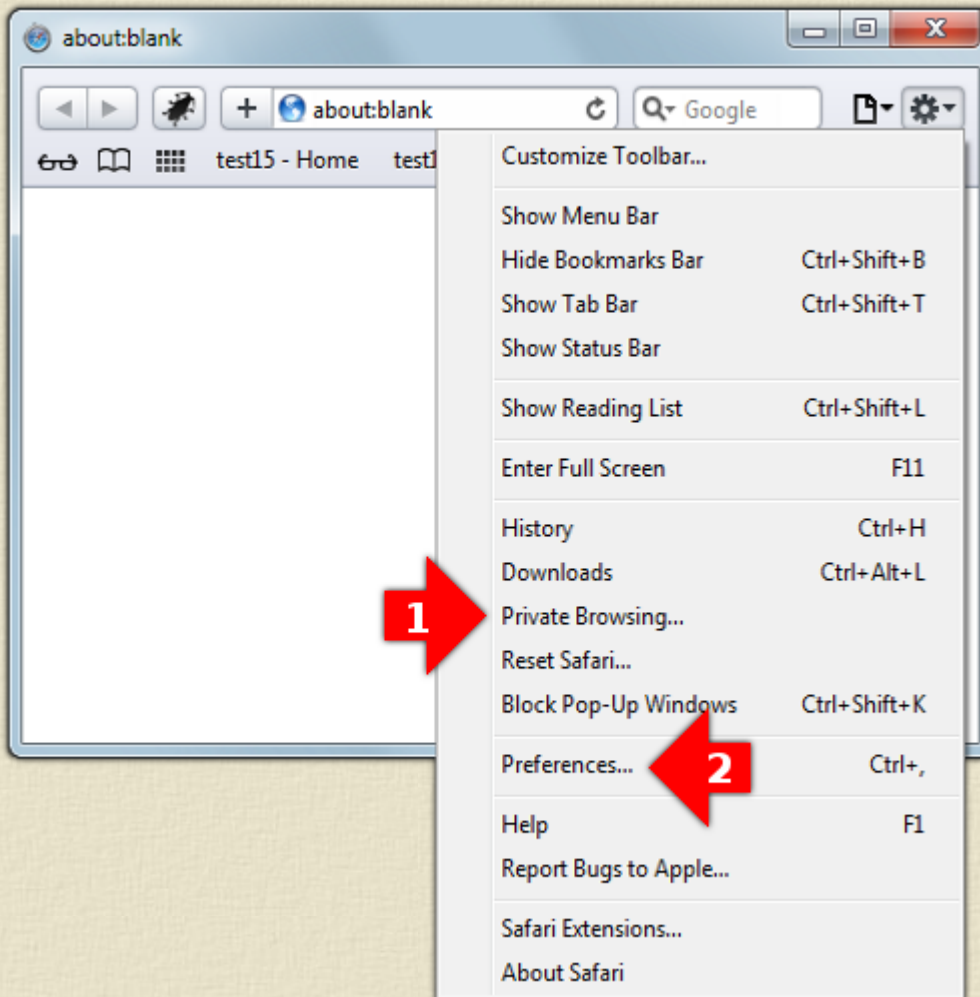 about:blank
about:blank
Google
test15 - Home
Customize Toolbar...
Show Menu Bar
Hide Bookmarks Bar Ctrl+Shift+B
Show Tab Bar Ctrl+Shift+T
Show Status Bar
Show Reading List Ctrl+Shift+L
Enter Full Screen F11
History Ctrl+H
Downloads Ctrl+Alt+L
1 Private Browsing...
Reset Safari...
Block Pop-Up Windows Ctrl+Shift+K
Preferences... 2 Ctrl+,
Help F1
Report Bugs to Apple...
Safari Extensions...
About Safari